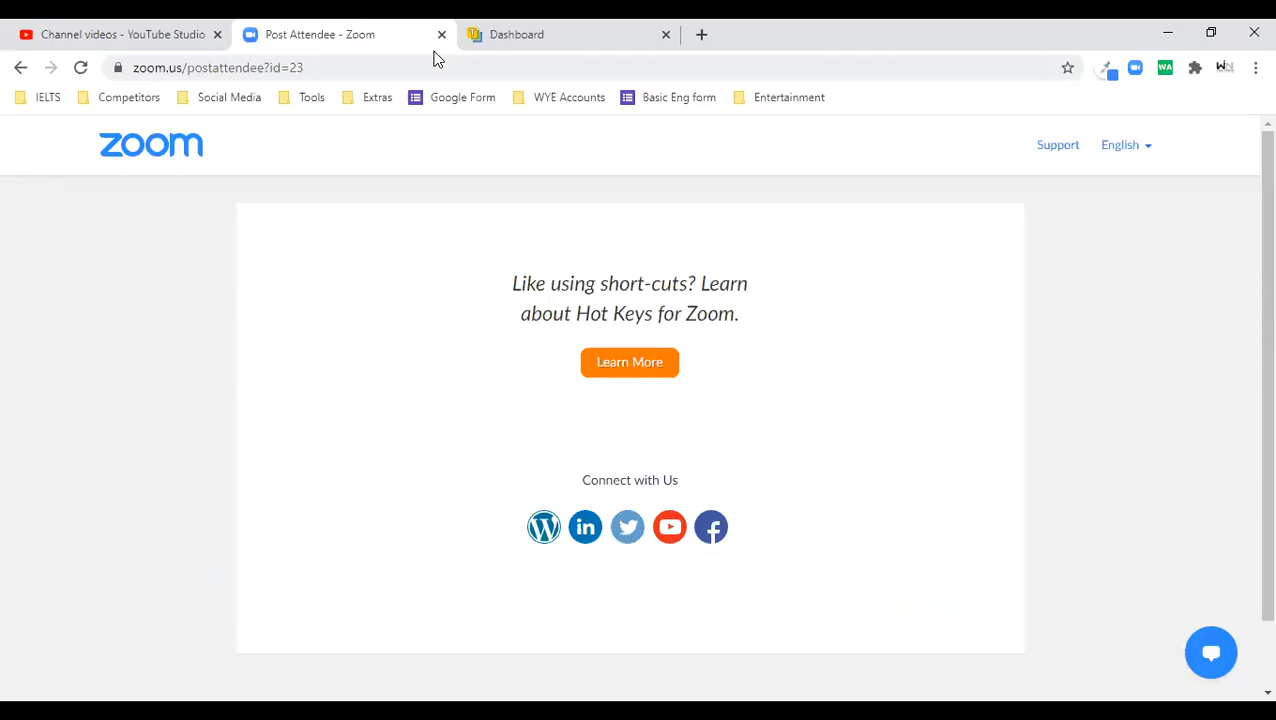 Channel videos - YouTube Studio
Post Attendee - Zoom
Dashboard
zoom.us/postattendee?id=23
WA
IELTS
Competitors
Social Media
Tools
Extras
Google Form
WYE Accounts
Basic Eng form
Entertainment
zoom
Support
English
Like using short-cuts? Learn
about Hot Keys for Zoom.
Learn More
Connect with Us